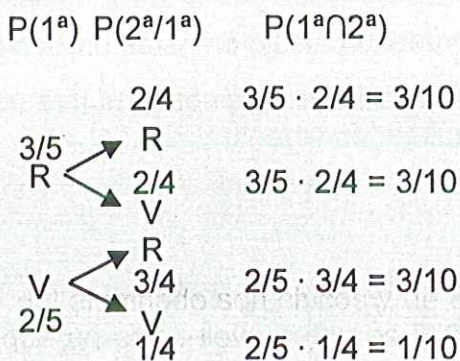 P(1ª) P(2ª/1ª) P(1ª∩2ª)
2/4 3/5 · 2/4 = 3/10
3/5 R
R 2/4 3/5 · 2/4 = 3/10
V
R
V 3/4 2/5 · 3/4 = 3/10
2/5 V
1/4 2/5 · 1/4 = 1/10